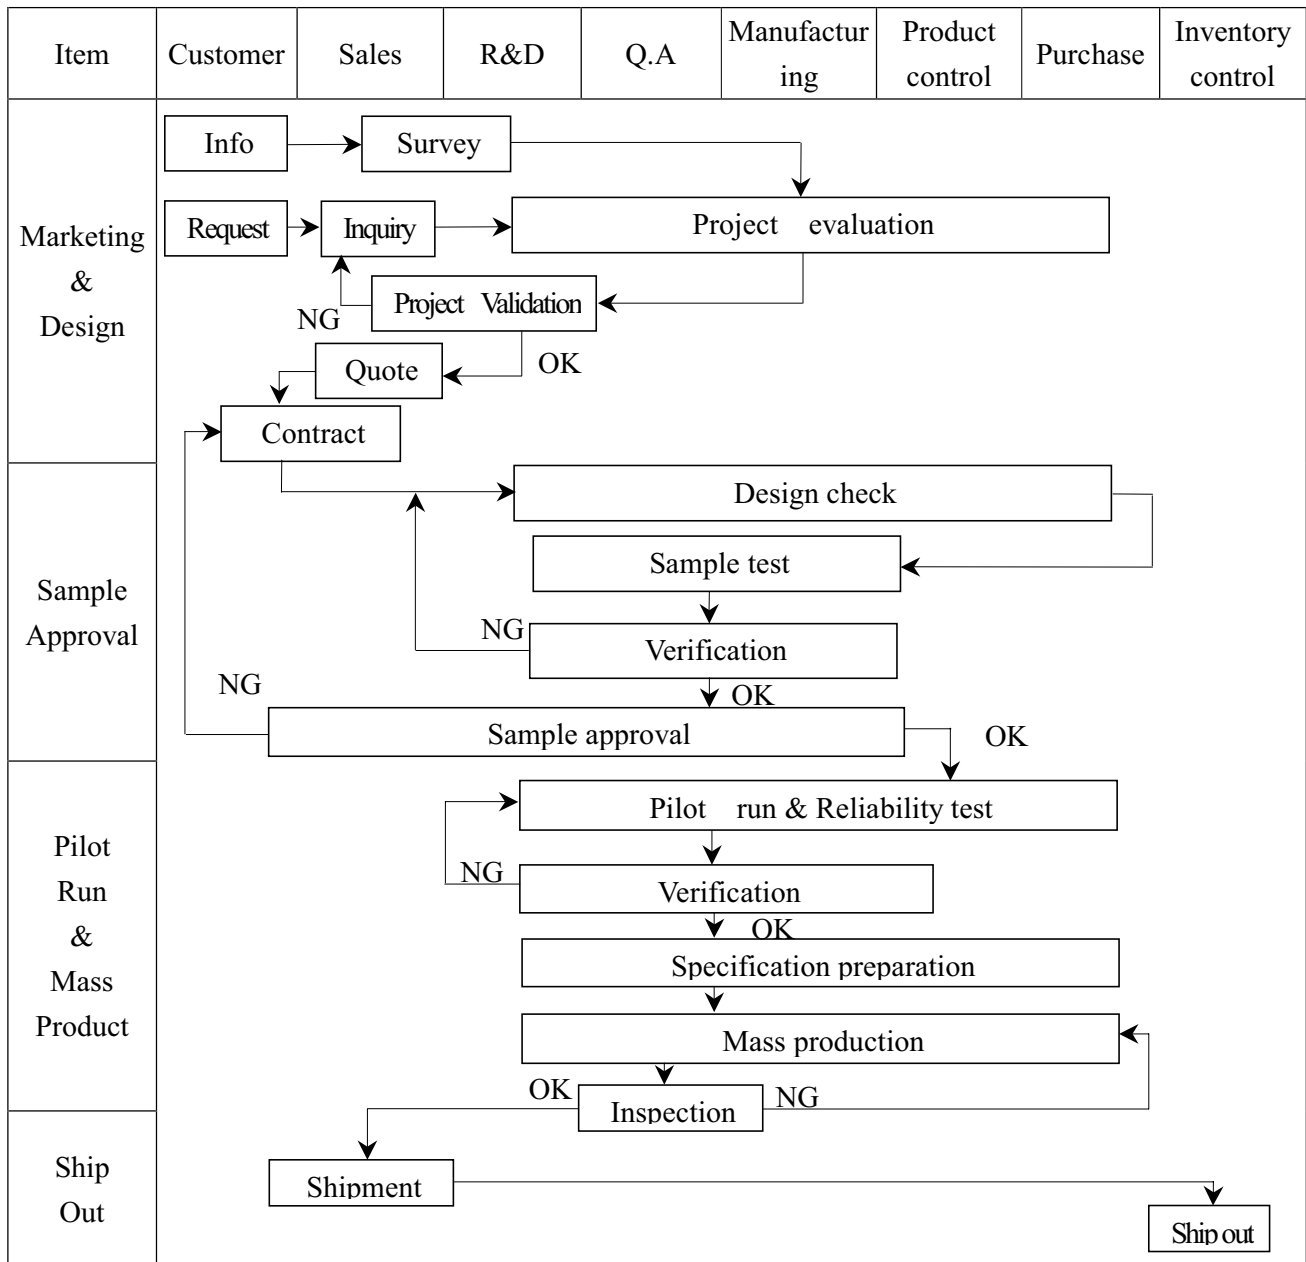 Item
Customer
Sales
R&D
Q.A
Manufactur
ing
Product
control
Purchase
Inventory
control
Marketing
&
Design
Info
Survey
Request
Inquiry
Project evaluation
Project Validation
NG
OK
Quote
Contract
Sample
Approval
Design check
Sample test
NG
Verification
NG
OK
Sample approval
OK
Pilot
Run
&
Mass
Product
Pilot run & Reliability test
NG
Verification
OK
Specification preparation
Mass production
OK
Inspection
NG
Ship
Out
Shipment
Ship out